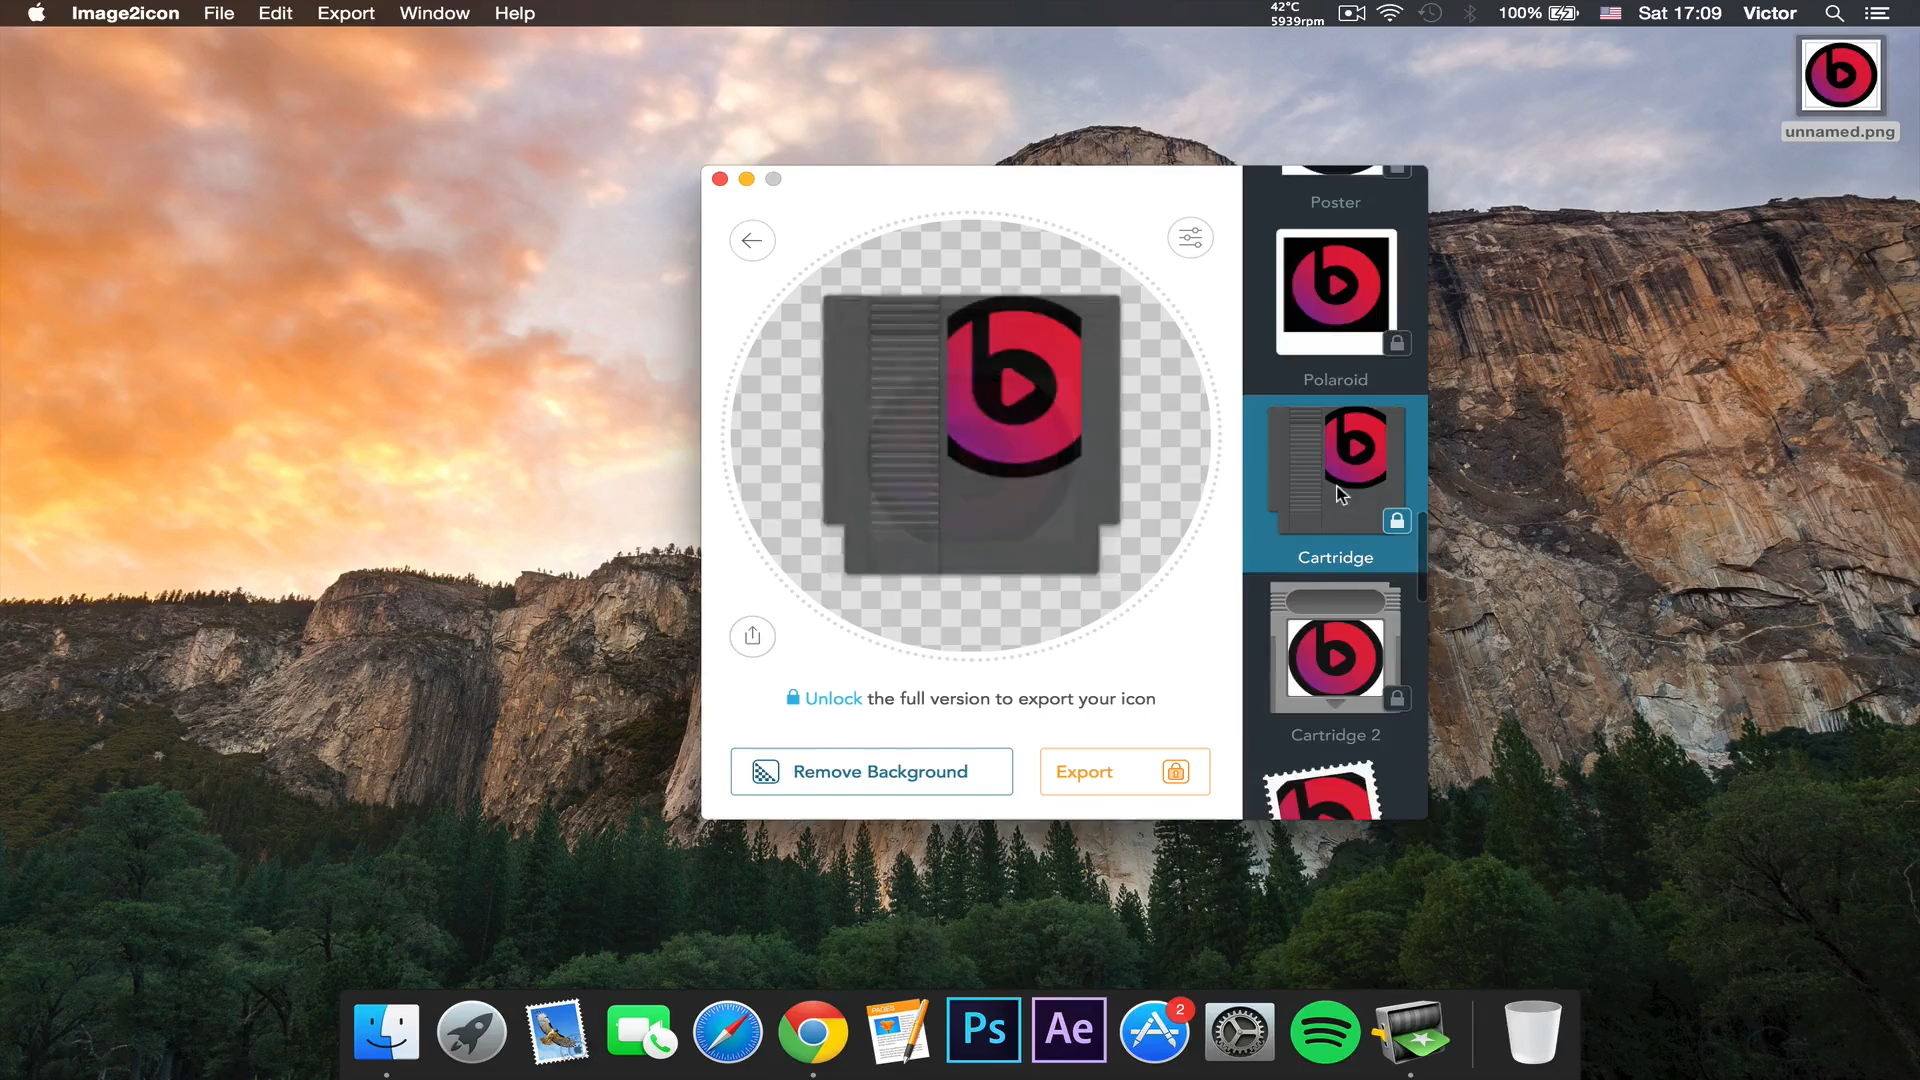 Image2icon File Edit Export Window Help
42°C
5939rpm
100% Sat 17:09 Victor
unnamed.png
Poster
Polaroid
Cartridge
Cartridge 2
Unlock the full version to export your icon
Remove Background
Export
PAGES
Ps
Ae
2